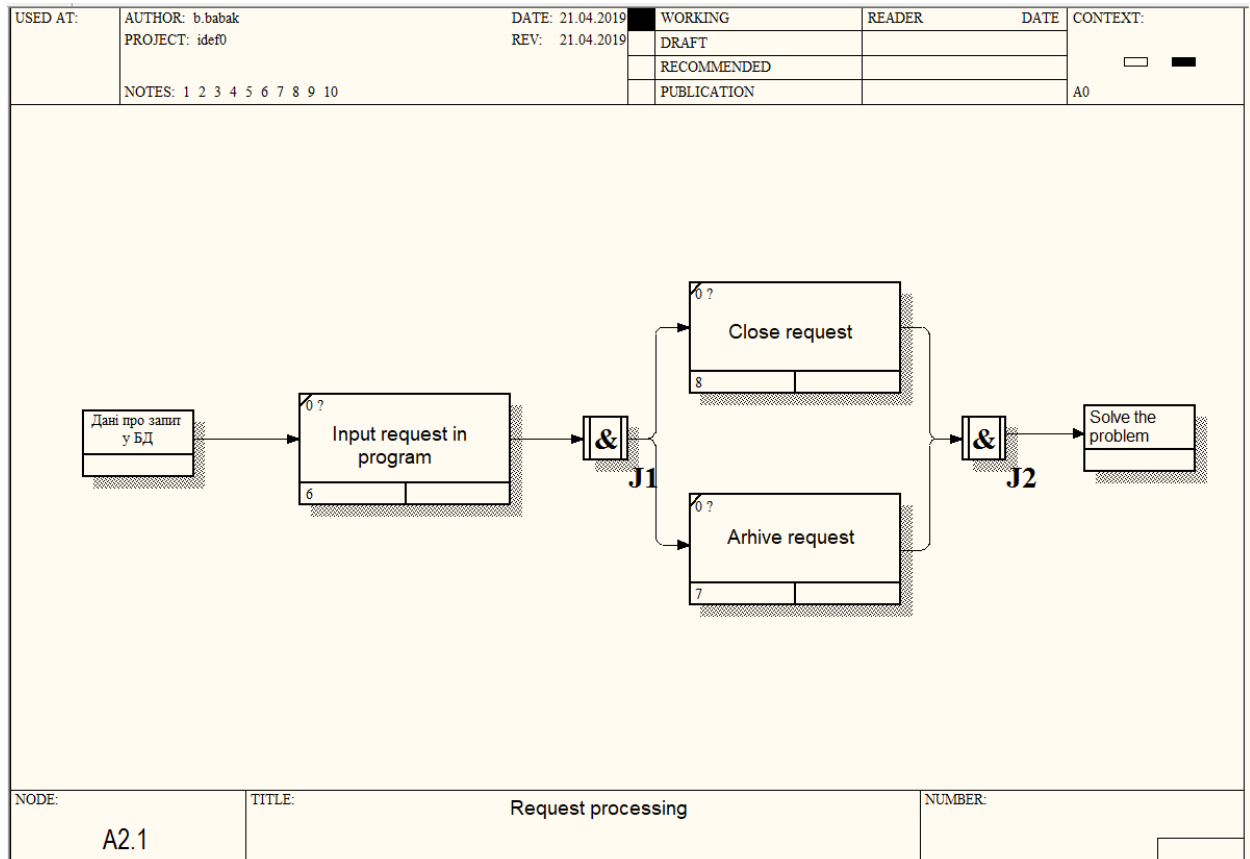 USED AT:
AUTHOR: b.babak
DATE: 21.04.2019
WORKING
READER
DATE
CONTEXT:
PROJECT: idef0
REV: 21.04.2019
DRAFT
RECOMMENDED
NOTES: 1 2 3 4 5 6 7 8 9 10
PUBLICATION
A0
0 ?
Close request
8
Дані про запит
у БД
0 ?
Input request in
program
6
&
J1
&
J2
Solve the
problem
0 ?
Arhive request
7
NODE:
A2.1
TITLE:
Request processing
NUMBER: